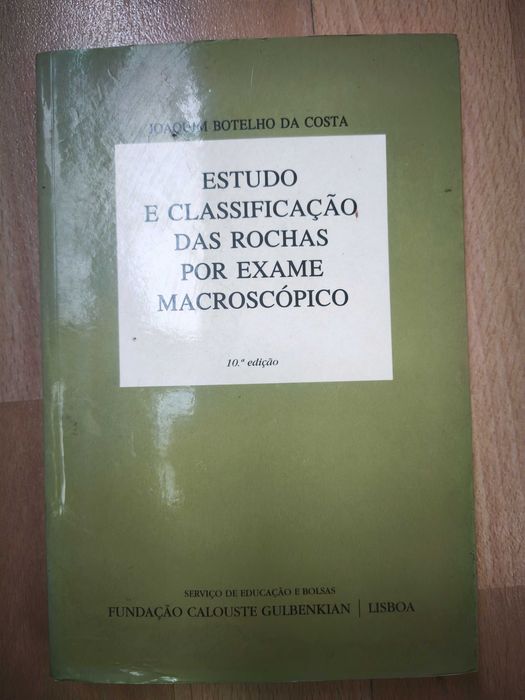 JOAQUIM BOTELHO DA COSTA
ESTUDO
E CLASSIFICAÇÃO
DAS ROCHAS
POR EXAME
MACROSCÓPICO
10.ª edição
SERVIÇO DE EDUCAÇÃO E BOLSAS
FUNDAÇÃO CALOUSTE GULBENKIAN | LISBOA